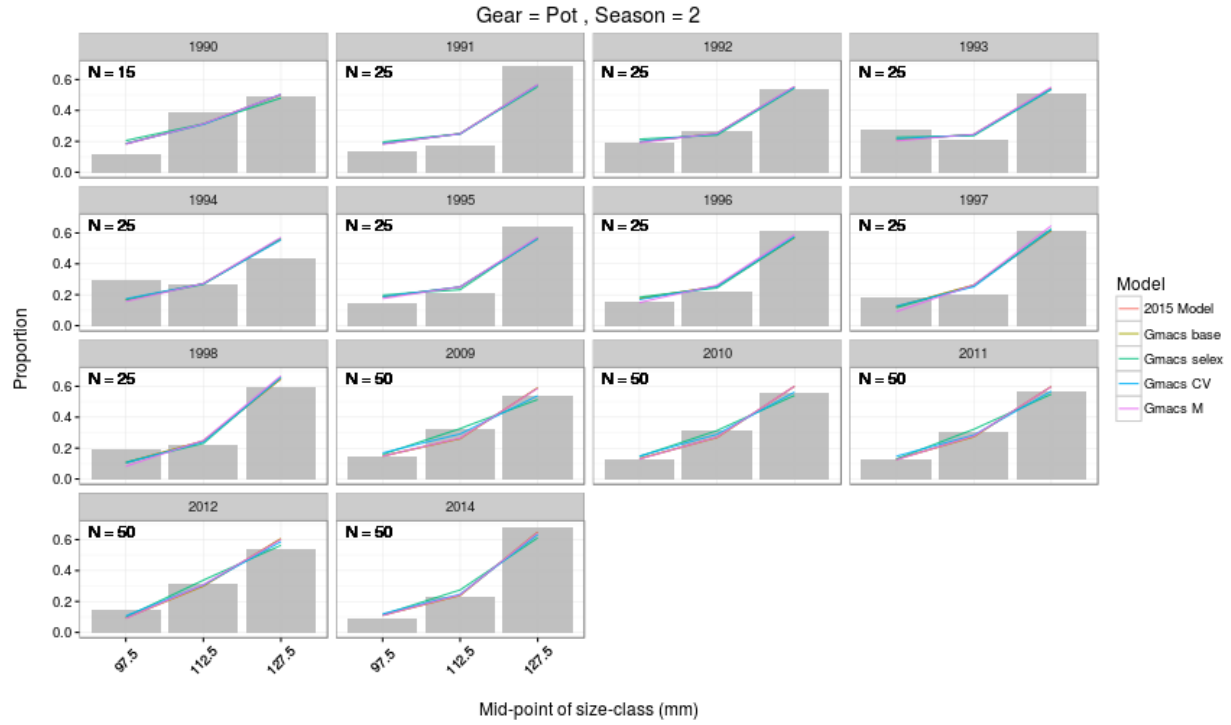 Gear = Pot , Season = 2
1990 1991 1992 1993
N = 15 N = 25 N = 25 N = 25
0.6
0.4
0.2
0.0
1994 1995 1996 1997
N = 25 N = 25 N = 25 N = 25
0.6
0.4
0.2
0.0
1998 2009 2010 2011
N = 25 N = 50 N = 50 N = 50
0.6
0.4
0.2
0.0
2012 2014
N = 50 N = 50
0.6
0.4
0.2
0.0
97.5 112.5 127.5 97.5 112.5 127.5
Proportion
Mid-point of size-class (mm)
Model
2015 Model
Gmacs base
Gmacs selex
Gmacs CV
Gmacs M